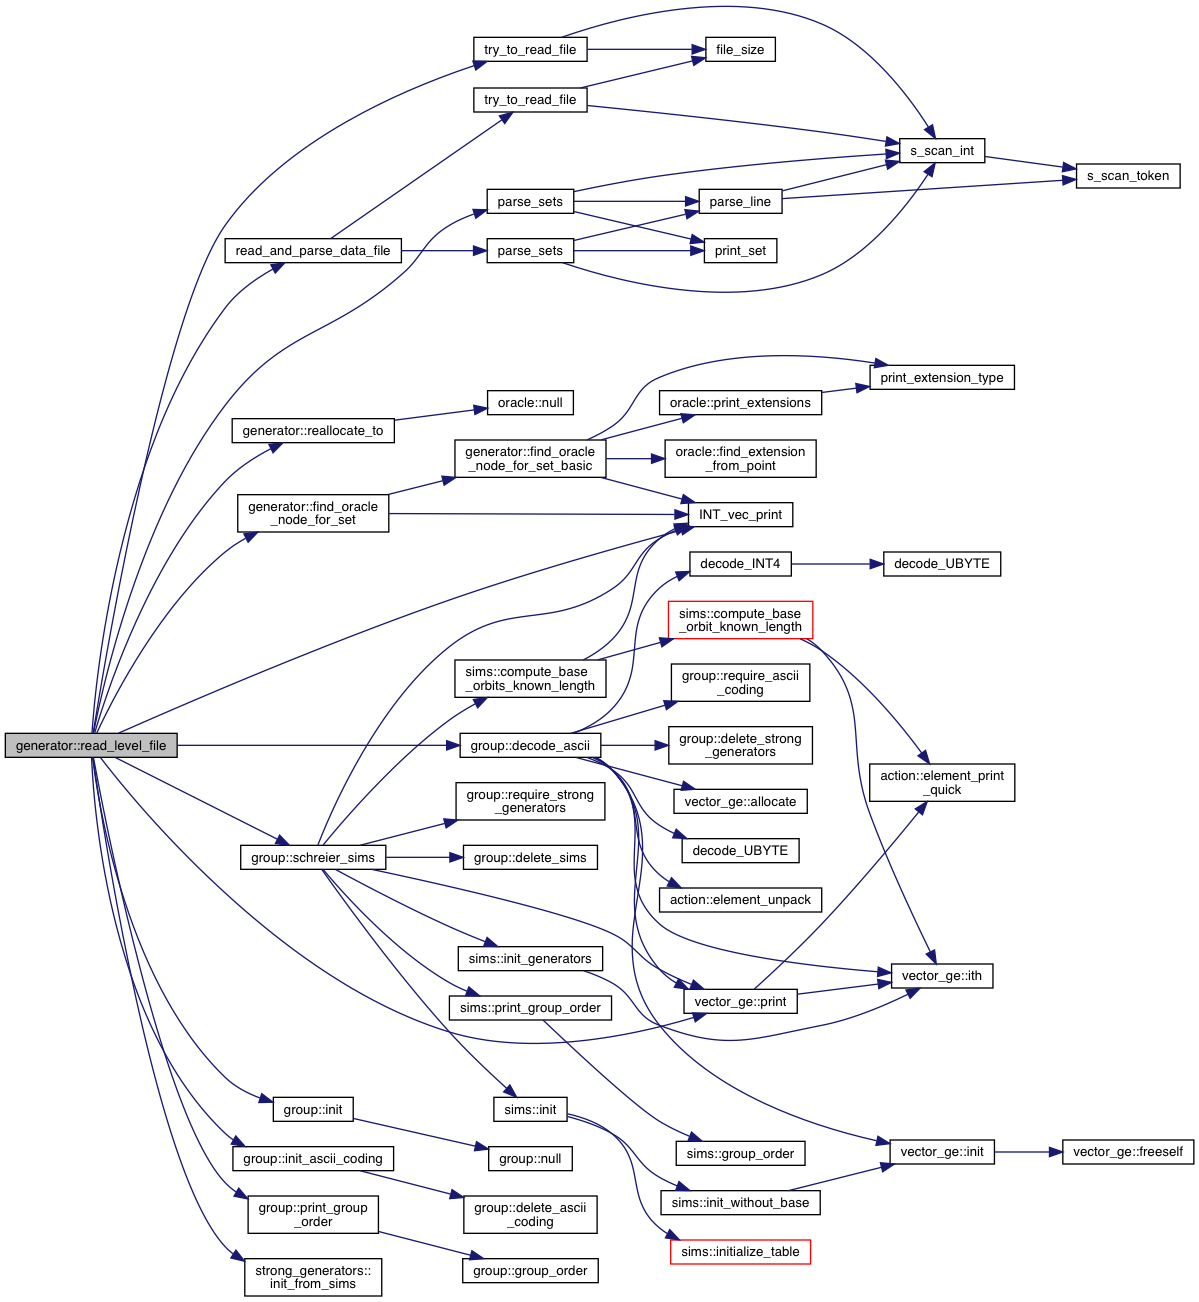 try_to_read_file
file_size
try_to_read_file
s_scan_int
s_scan_token
parse_sets
parse_line
read_and_parse_data_file
parse_sets
print_set
print_extension_type
oracle::null
oracle::print_extensions
generator::reallocate_to
generator::find_oracle
_node_for_set_basic
oracle::find_extension
_from_point
generator::find_oracle
_node_for_set
INT_vec_print
decode_INT4
decode_UBYTE
sims::compute_base
_orbit_known_length
sims::compute_base
_orbits_known_length
group::require_ascii
_coding
generator::read_level_file
group::decode_ascii
group::delete_strong
_generators
action::element_print
_quick
group::require_strong
_generators
vector_ge::allocate
group::schreier_sims
group::delete_sims
decode_UBYTE
action::element_unpack
sims::init_generators
vector_ge::ith
sims::print_group_order
vector_ge::print
group::init
sims::init
group::init_ascii_coding
group::null
sims::group_order
vector_ge::init
vector_ge::freeself
group::print_group
_order
group::delete_ascii
_coding
sims::init_without_base
sims::initialize_table
strong_generators::
init_from_sims
group::group_order